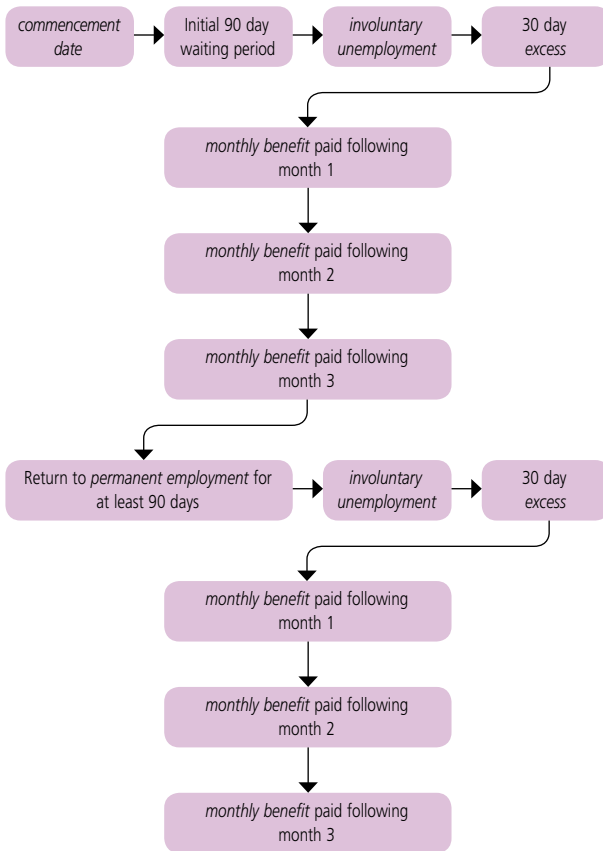 commencement
date
Initial 90 day
waiting period
involuntary
unemployment
30 day
excess
monthly benefit paid following
month 1
monthly benefit paid following
month 2
monthly benefit paid following
month 3
Return to permanent employment for
at least 90 days
involuntary
unemployment
30 day
excess
monthly benefit paid following
month 1
monthly benefit paid following
month 2
monthly benefit paid following
month 3